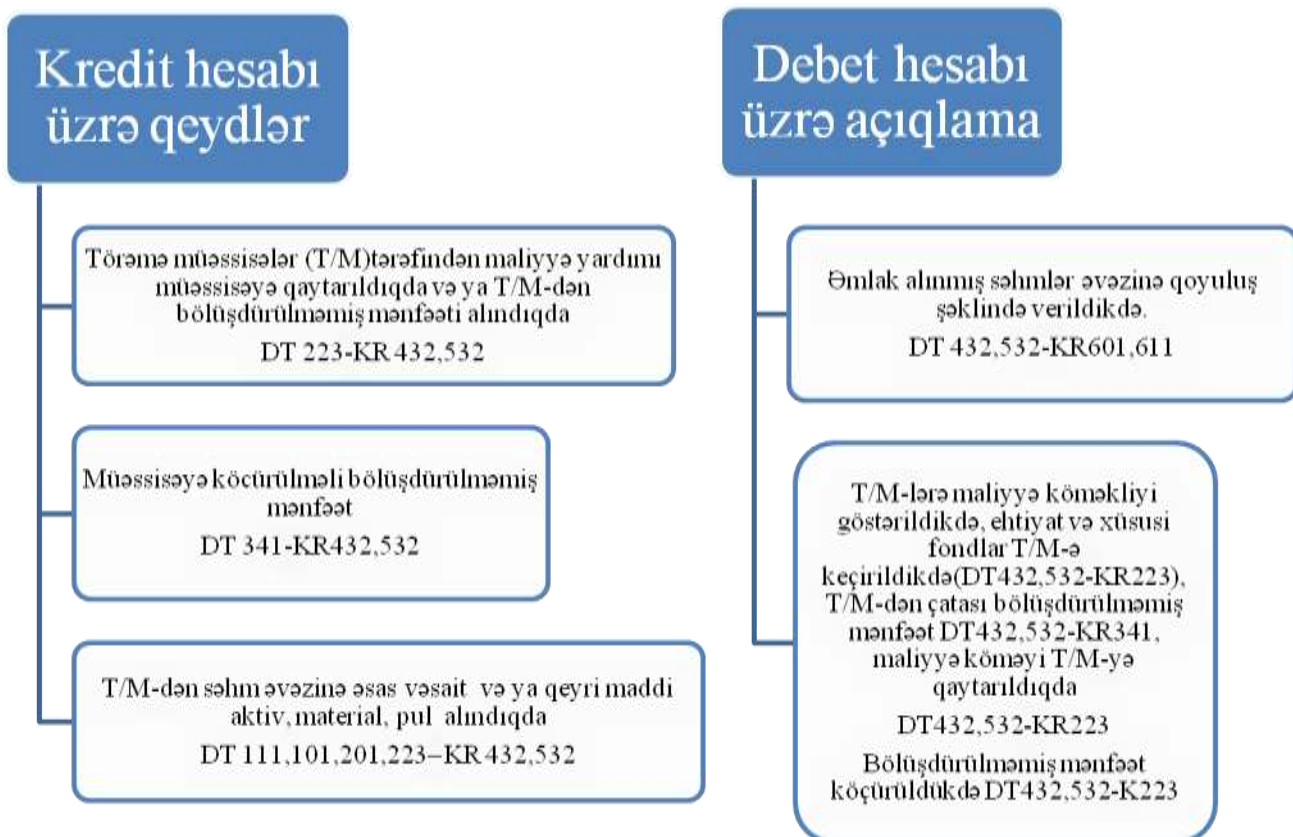 Kredit hesabı
üzrə qeydlər
Törəmə müəssisələr (T/M)tərəfindən maliyyə yardımı
müəssisəyə qaytarıldıqda və ya T/M-dən
bölüşdürülməmiş mənfəəti alındıqda
DT 223-KR 432,532
Müəssisəyə köcürülməli bölüşdürülməmiş
mənfəət
DT 341-KR432,532
T/M-dən səhm əvəzinə əsas vəsait və ya qeyri maddi
aktiv, material, pul alındıqda
DT 111,101,201,223–KR 432,532
Debet hesabı
üzrə açıqlama
Əmlak alınmış səhmlər əvəzinə qoyuluş
şəklində verildikdə.
DT 432,532-KR601,611
T/M-lərə maliyyə köməkliyi
göstərildikdə, ehtiyat və xüsusi
fondlar T/M-ə
keçirildikdə(DT432,532-KR223),
T/M-dən çatası bölüşdürülməmiş
mənfəət DT432,532-KR341,
maliyyə köməyi T/M-yə
qaytarıldıqda
DT432,532-KR223
Bölüşdürülməmiş mənfəət
köçürüldükdə DT432,532-K223